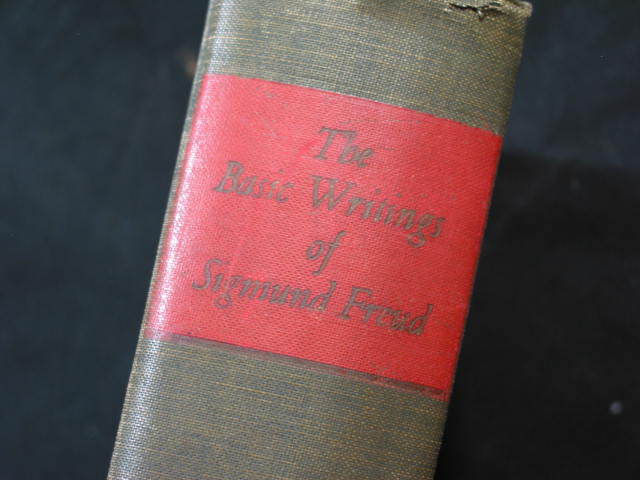 The
Basic Writings
of
Sigmund Freud